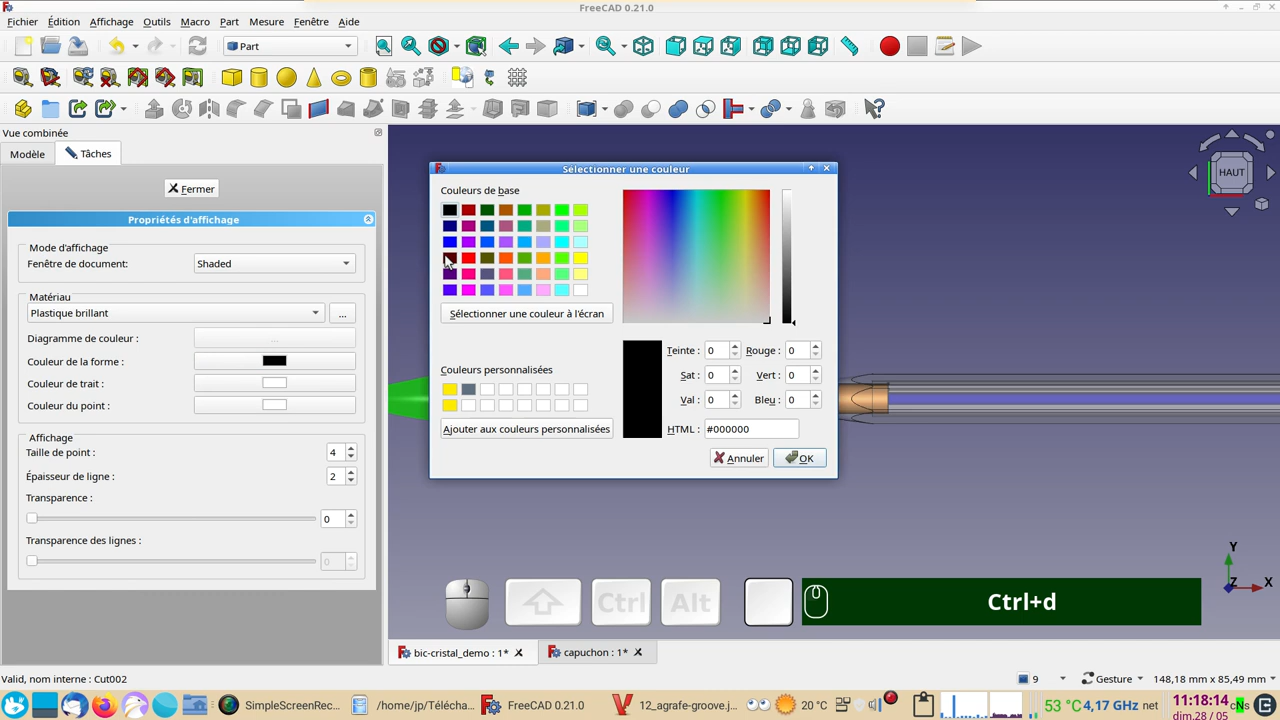 FreeCAD 0.21.0
Fichier Édition Affichage Outils Macro Part Mesure Fenêtre Aide
Part
Vue combinée
Modèle Tâches
Fermer
Propriétés d'affichage
Mode d'affichage
Fenêtre de document: Shaded
Matériau
Plastique brillant ...
Diagramme de couleur : ...
Couleur de la forme :
Couleur de trait :
Couleur du point :
Affichage
Taille de point : 4
Épaisseur de ligne : 2
Transparence :
0
Transparence des lignes :
0
Sélectionner une couleur
Couleurs de base
Sélectionner une couleur à l'écran
Couleurs personnalisées
Ajouter aux couleurs personnalisées
Teinte : 0 Rouge : 0
Sat : 0 Vert : 0
Val : 0 Bleu : 0
HTML : #000000
Annuler OK
HAUT
Y
Z X
Ctrl Alt Ctrl+d
bic-cristal_demo : 1* capuchon : 1*
Valid, nom interne : Cut002 9 Gesture 148,18 mm x 85,49 mm
SimpleScreenRec... /home/jp/Télécha... FreeCAD 0.21.0 12_agrafe-groove.j... 20 °C 53 °C 4,17 GHz net 11:18:14
dim.28 / 05